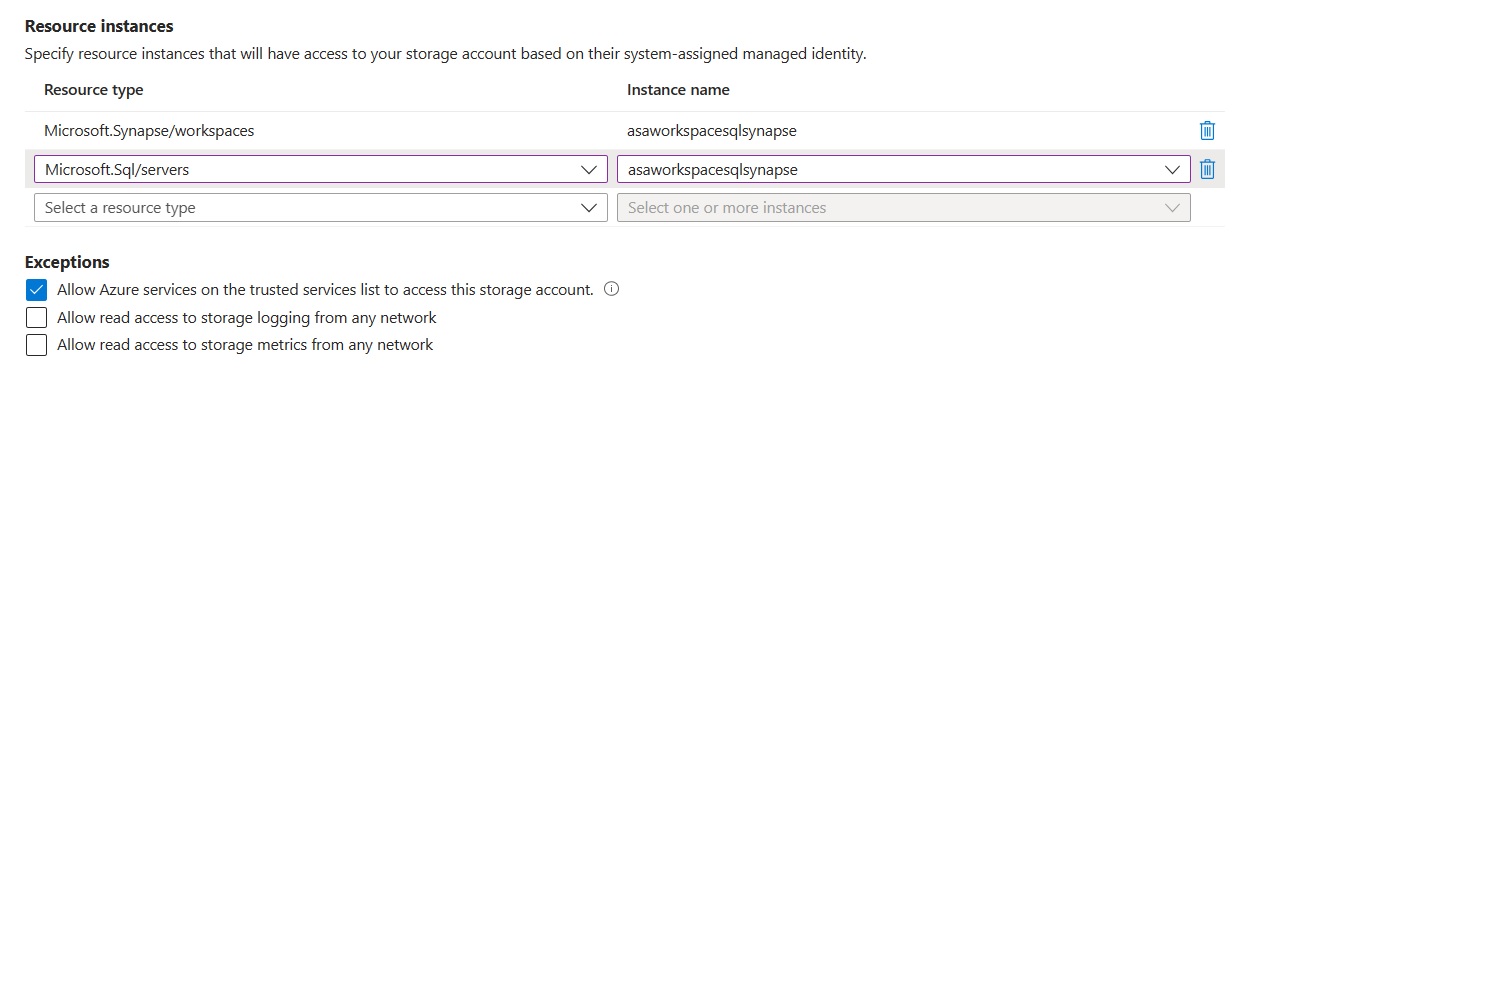 Resource instances
Specify resource instances that will have access to your storage account based on their system-assigned managed identity.
Resource type Instance name
Microsoft.Synapse/workspaces asaworkspacesqlsynapse
Microsoft.Sql/servers asaworkspacesqlsynapse
Select a resource type Select one or more instances
Exceptions
Allow Azure services on the trusted services list to access this storage account.
Allow read access to storage logging from any network
Allow read access to storage metrics from any network